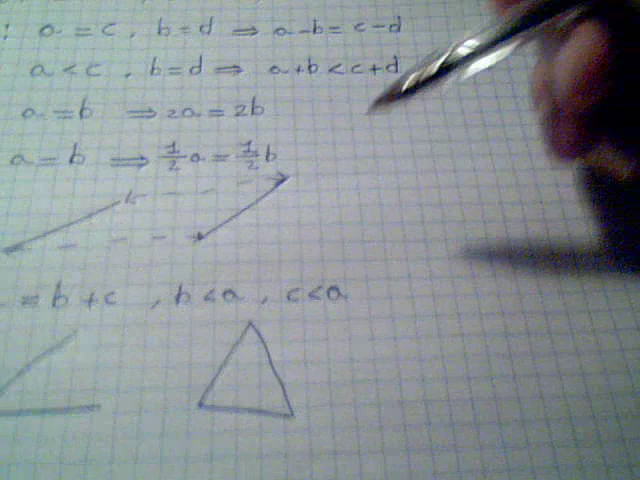 : a = c , b = d ⇒ a-b = c-d
a < c , b = d ⇒ a+b < c+d
a = b ⇒ 2a = 2b
a = b ⇒ 1/2 a = 1/2 b
= b + c , b < a , c < a